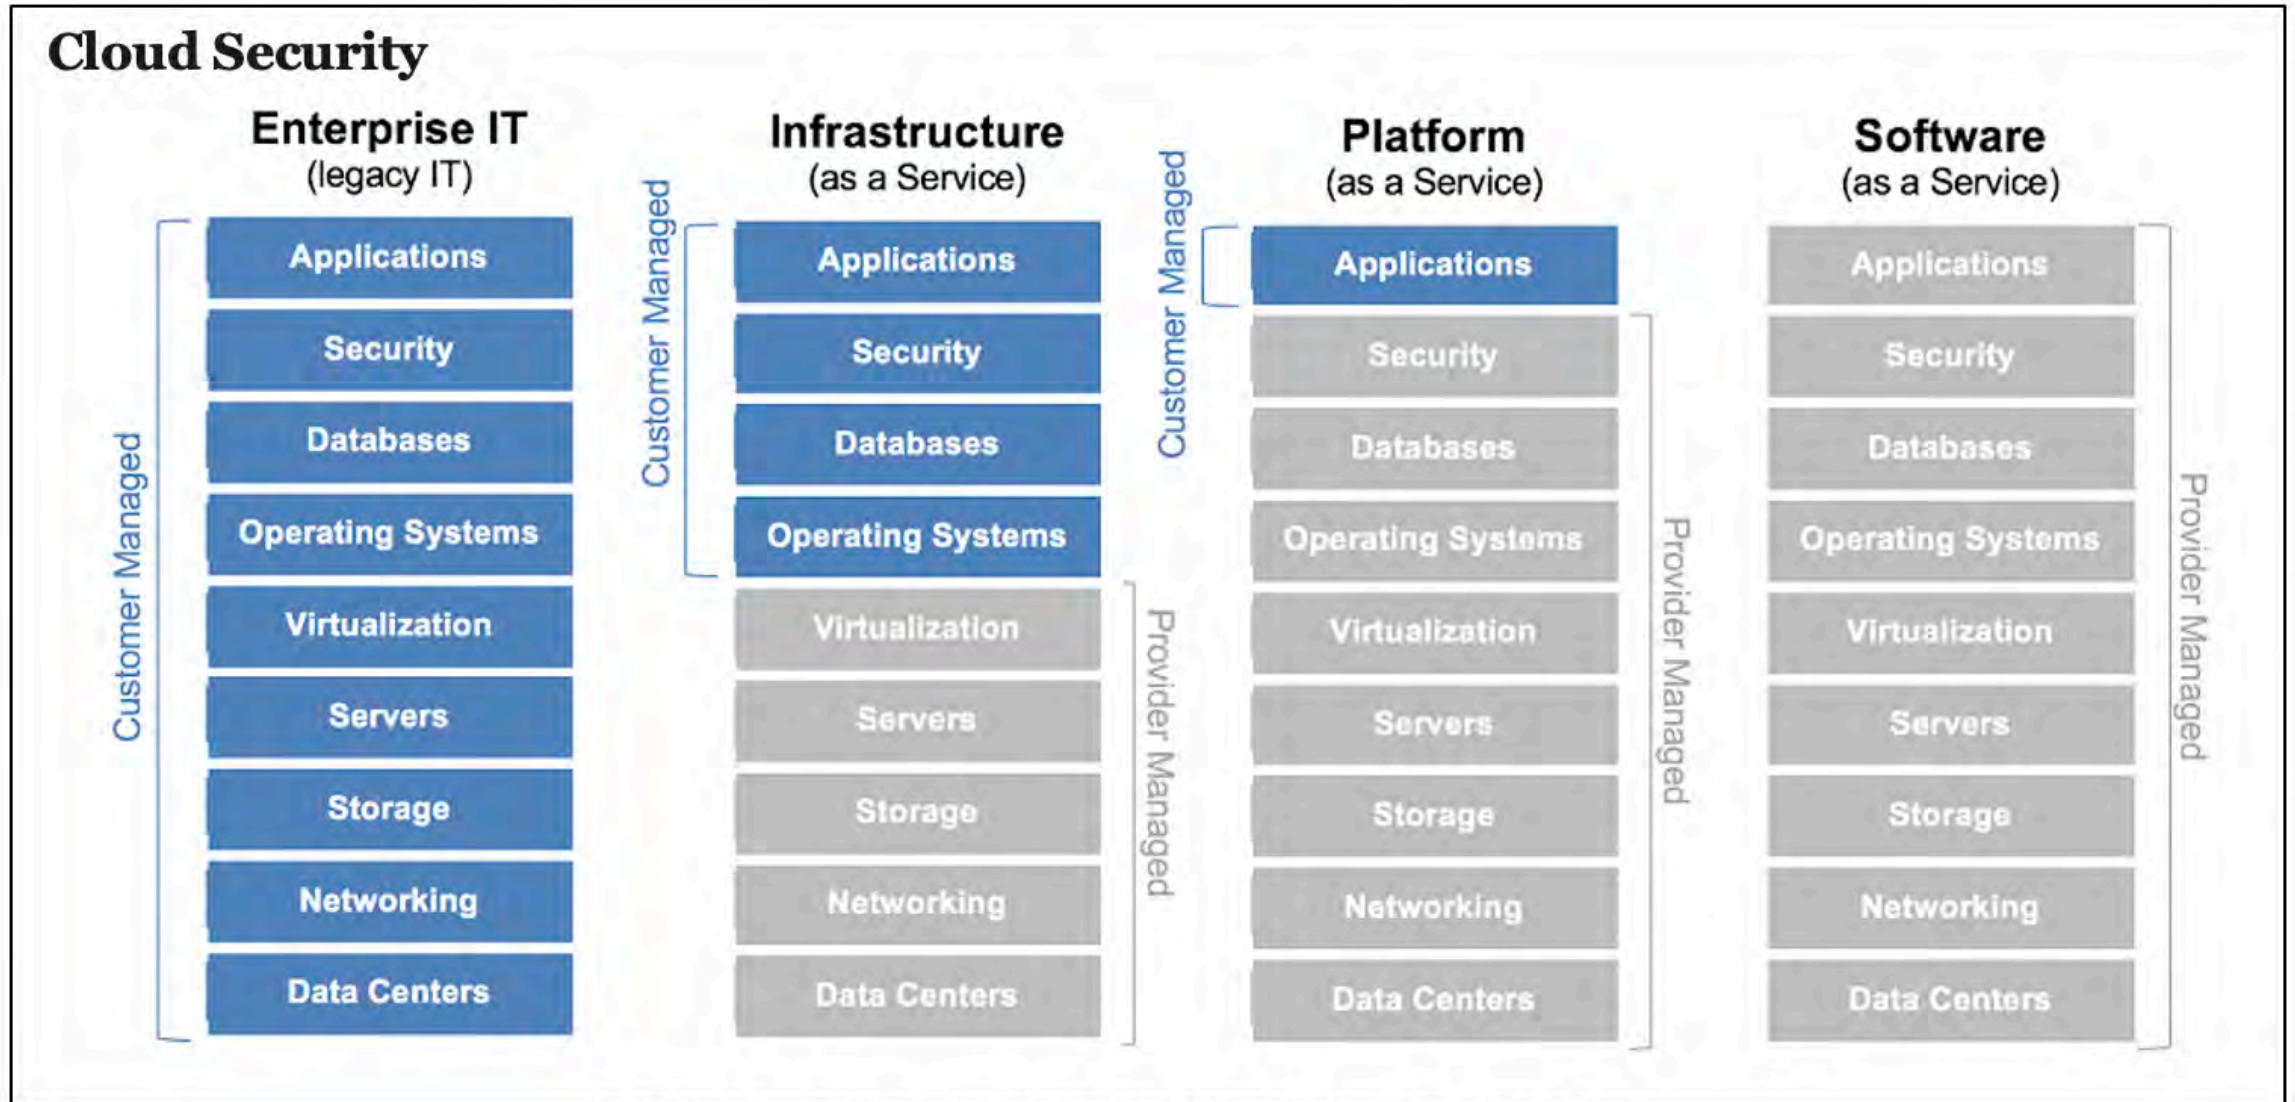 Cloud Security
Enterprise IT
(legacy IT)
Customer Managed
Applications
Security
Databases
Operating Systems
Virtualization
Servers
Storage
Networking
Data Centers
Infrastructure
(as a Service)
Customer Managed
Applications
Security
Databases
Operating Systems
Virtualization
Servers
Storage
Networking
Data Centers
Provider Managed
Platform
(as a Service)
Customer Managed
Applications
Security
Databases
Operating Systems
Virtualization
Servers
Storage
Networking
Data Centers
Provider Managed
Software
(as a Service)
Applications
Security
Databases
Operating Systems
Virtualization
Servers
Storage
Networking
Data Centers
Provider Managed